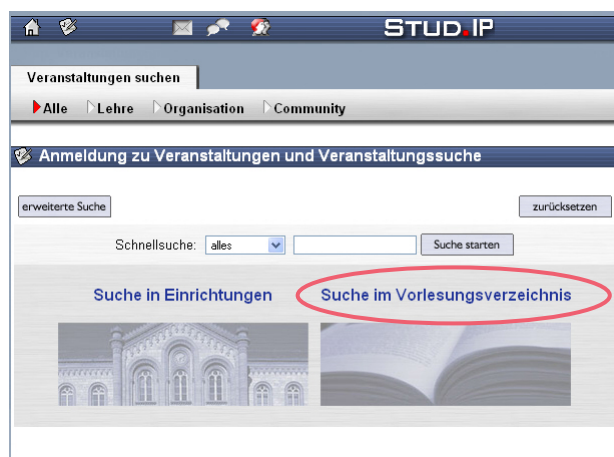 STUD.IP
Veranstaltungen suchen
Alle Lehre Organisation Community
Anmeldung zu Veranstaltungen und Veranstaltungssuche
erweiterte Suche zurücksetzen
Schnellsuche: alles Suche starten
Suche in Einrichtungen Suche im Vorlesungsverzeichnis